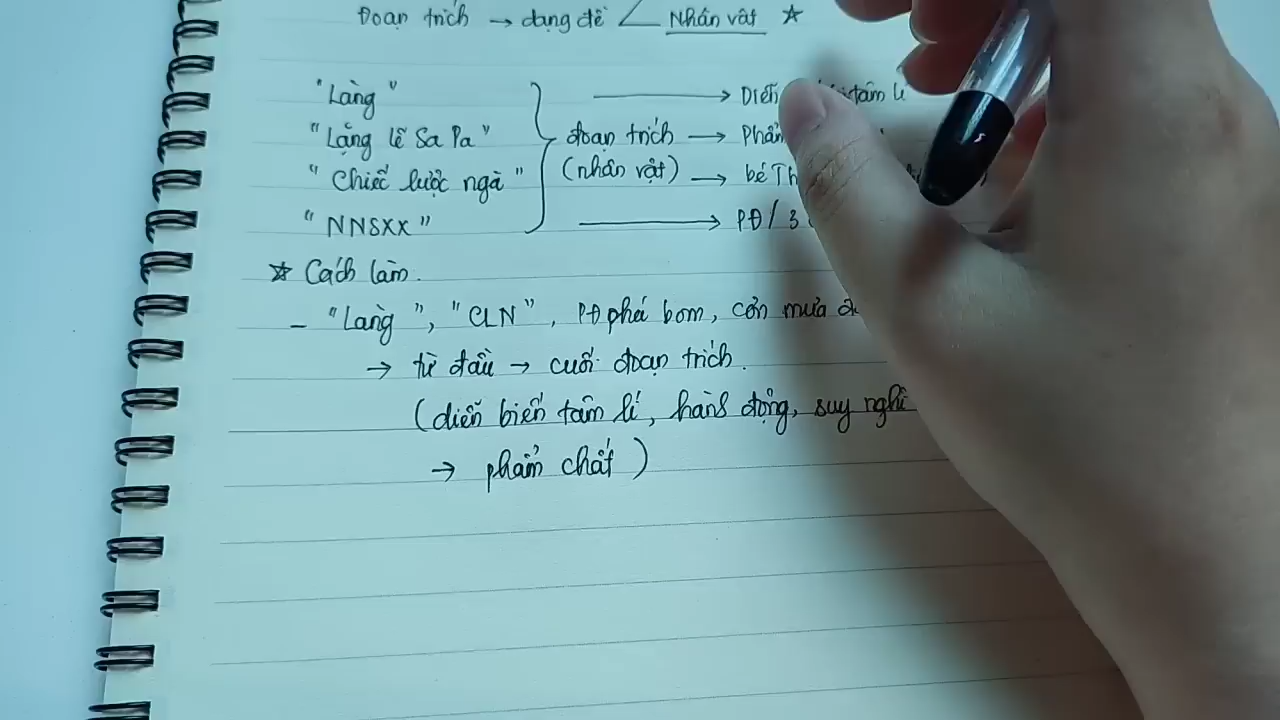 Đoạn trích → dạng đề < Nhân vật ☆
"Làng" → Diễn tâm lí
"Lặng lẽ Sa Pa" đoạn trích →
"Chiếc lược ngà" (nhân vật) → bé
"NNSXX" → PĐ/3
☆ Cách làm.
- "Làng", "CLN", PĐ phá bom, cơn mưa
→ từ đầu → cuối đoạn trích.
(diễn biến tâm lí, hành động, suy nghĩ
→ phẩm chất)